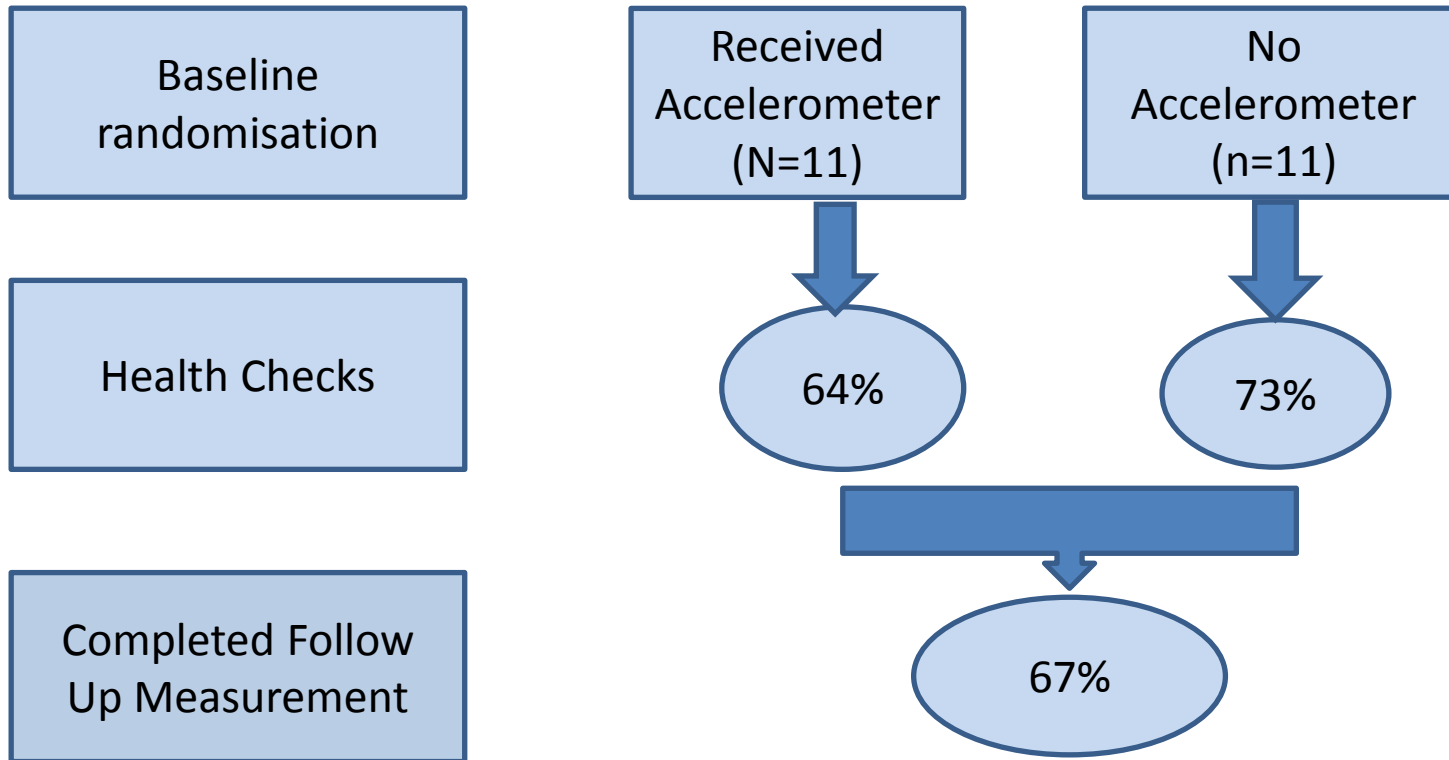 Baseline
randomisation
Received
Accelerometer
(N=11)
No
Accelerometer
(n=11)
Health Checks
64%
73%
Completed Follow
Up Measurement
67%